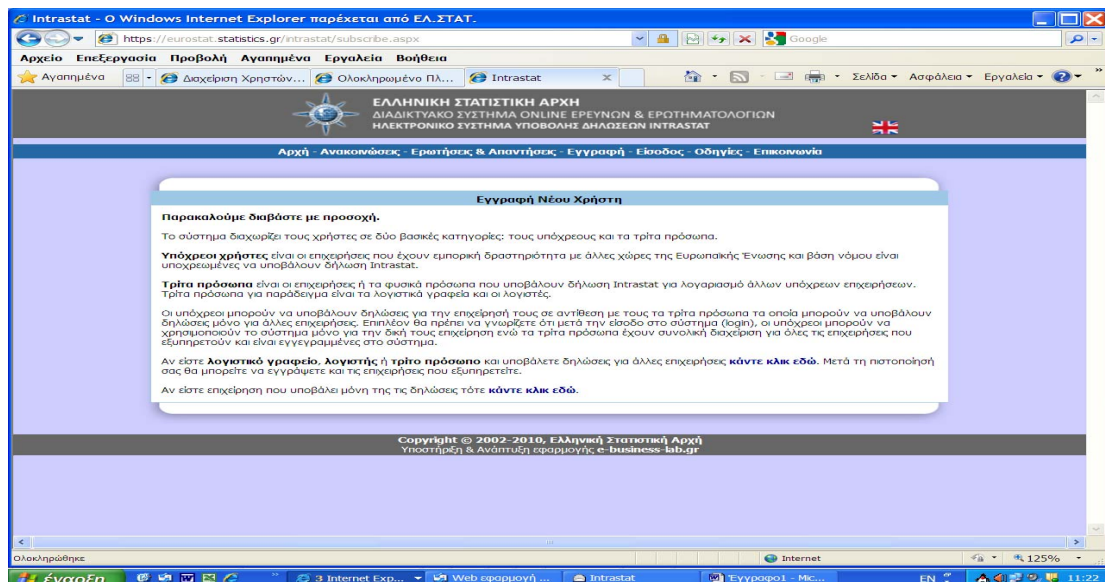 Intrastat - Ο Windows Internet Explorer παρέχεται από ΕΛ.ΣΤΑΤ.
https://eurostat.statistics.gr/intrastat/subscribe.aspx
Google
Αρχείο Επεξεργασία Προβολή Αγαπημένα Εργαλεία Βοήθεια
Αγαπημένα Διαχείριση Χρηστών... Ολοκληρωμένο Πλ... Intrastat Σελίδα Ασφάλεια Εργαλεία
ΕΛΛΗΝΙΚΗ ΣΤΑΤΙΣΤΙΚΗ ΑΡΧΗ
ΔΙΑΔΙΚΤΥΑΚΟ ΣΥΣΤΗΜΑ ONLINE ΕΡΕΥΝΩΝ & ΕΡΩΤΗΜΑΤΟΛΟΓΙΩΝ
ΗΛΕΚΤΡΟΝΙΚΟ ΣΥΣΤΗΜΑ ΥΠΟΒΟΛΗΣ ΔΗΛΩΣΕΩΝ INTRASTAT
Αρχή - Ανακοινώσεις - Ερωτήσεις & Απαντήσεις - Εγγραφή - Είσοδος - Οδηγίες - Επικοινωνία
Εγγραφή Νέου Χρήστη
Παρακαλούμε διαβάστε με προσοχή.
Το σύστημα διαχωρίζει τους χρήστες σε δύο βασικές κατηγορίες: τους υπόχρεους και τα τρίτα πρόσωπα.
Υπόχρεοι χρήστες είναι οι επιχειρήσεις που έχουν εμπορική δραστηριότητα με άλλες χώρες της Ευρωπαϊκής Ένωσης και βάση νόμου είναι
υποχρεωμένες να υποβάλουν δήλωση Intrastat.
Τρίτα πρόσωπα είναι οι επιχειρήσεις ή τα φυσικά πρόσωπα που υποβάλουν δήλωση Intrastat για λογαριασμό άλλων υπόχρεων επιχειρήσεων.
Τρίτα πρόσωπα για παράδειγμα είναι τα λογιστικά γραφεία και οι λογιστές.
Οι υπόχρεοι μπορούν να υποβάλουν δηλώσεις για την επιχείρησή τους σε αντίθεση με τους τα τρίτα πρόσωπα τα οποία μπορούν να υποβάλουν
δηλώσεις μόνο για άλλες επιχειρήσεις. Επιπλέον θα πρέπει να γνωρίζετε ότι μετά την είσοδο στο σύστημα (login), οι υπόχρεοι μπορούν να
χρησιμοποιούν το σύστημα μόνο για την δική τους επιχείρηση ενώ τα τρίτα πρόσωπα έχουν συνολική διαχείριση για όλες τις επιχειρήσεις που
εξυπηρετούν και είναι εγγεγραμμένες στο σύστημα.
Αν είστε λογιστικό γραφείο, λογιστής ή τρίτο πρόσωπο και υποβάλετε δηλώσεις για άλλες επιχειρήσεις κάντε κλικ εδώ. Μετά τη πιστοποίησή
σας θα μπορείτε να εγγράψετε και τις επιχειρήσεις που εξυπηρετείτε.
Αν είστε επιχείρηση που υποβάλει μόνη της τις δηλώσεις τότε κάντε κλικ εδώ.
Copyright © 2002-2010, Ελληνική Στατιστική Αρχή
Υποστήριξη & Ανάπτυξη εφαρμογής e-business-lab.gr
Ολοκληρώθηκε Internet 125%
έναρξη 3 Internet Exp... Web εφαρμογή ... Intrastat Έγγραφο1 - Mic... EN 11:22